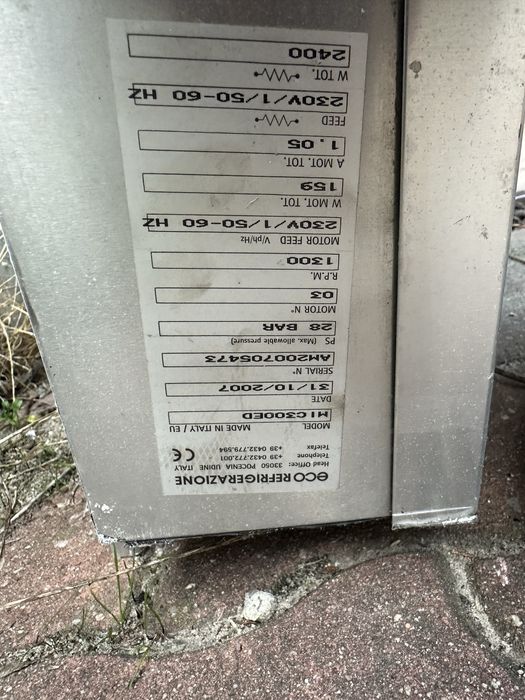 eco REFRIGERAZIONE
Head Office: 33050 POCENIA UDINE ITALY
Telephone +39 0432.772.001
Telefax +39 0432.779.594
CE
MODEL MADE IN ITALY / EU
MIC300ED
DATE
31/10/2007
SERIAL N°
AM200705473
PS (Max. allowable pressure)
28 BAR
MOTOR N°
03
R.P.M.
1300
MOTOR FEED V/ph/Hz
230V/1/50-60 HZ
W MOT. TOT.
159
A MOT. TOT.
1,05
FEED
230V/1/50-60 HZ
W TOT.
2400